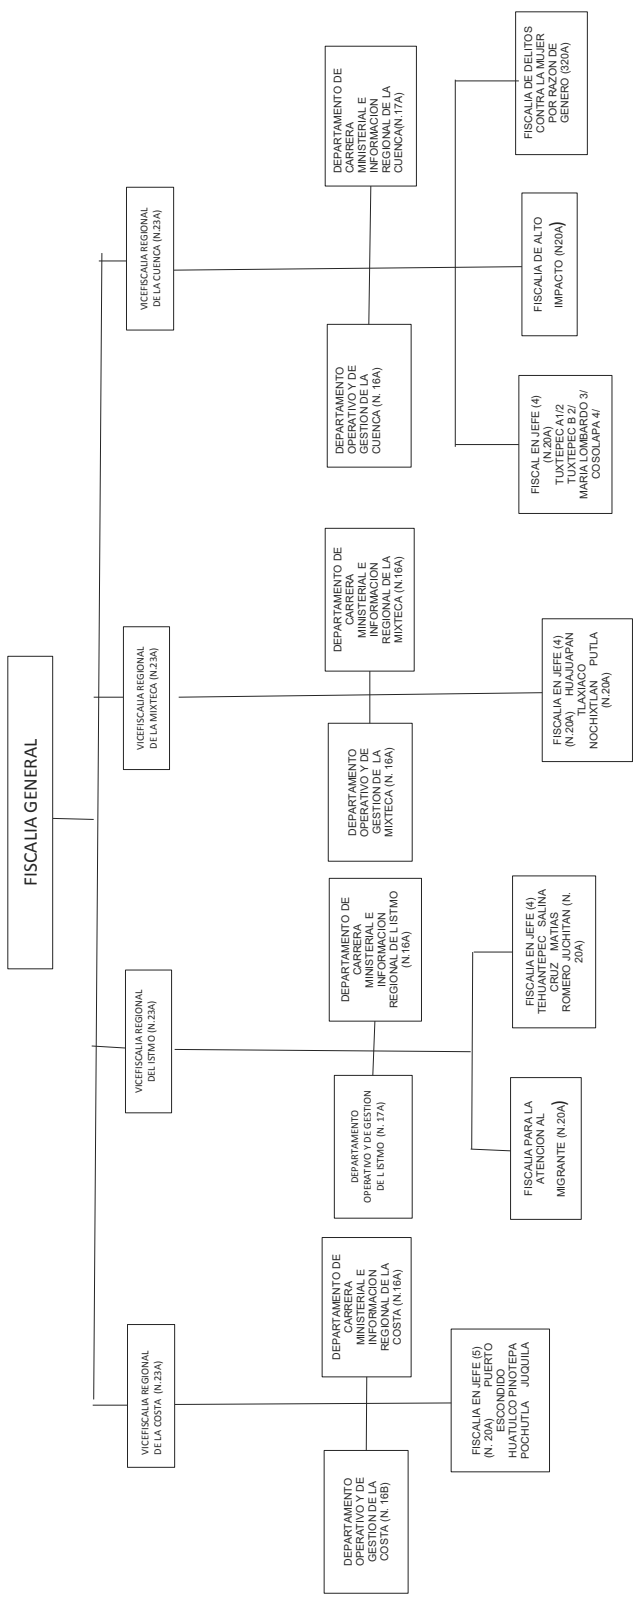 FISCALIA GENERAL
VICEFISCALIA REGIONAL
DE LA COSTA (N.23A)
VICEFISCALIA REGIONAL
DEL ISTMO (N.23A)
VICEFISCALIA REGIONAL
DE LA MIXTECA (N.23A)
VICEFISCALIA REGIONAL
DE LA CUENCA (N.23A)
DEPARTAMENTO
OPERATIVO Y DE
GESTION DE LA
COSTA (N. 16B)
DEPARTAMENTO DE
CARRERA
MINISTERIAL E
INFORMACION
REGIONAL DE LA
COSTA (N.16A)
DEPARTAMENTO
OPERATIVO Y DE GESTION
DE L ISTMO (N. 17A)
DEPARTAMENTO DE
CARRERA
MINISTERIAL E
INFORMACION
REGIONAL DE L ISTMO
(N.16A)
DEPARTAMENTO
OPERATIVO Y DE
GESTION DE LA
MIXTECA (N. 16A)
DEPARTAMENTO DE
CARRERA
MINISTERIAL E
INFORMACION
REGIONAL DE LA
MIXTECA (N.16A)
DEPARTAMENTO
OPERATIVO Y DE
GESTION DE LA
CUENCA (N. 16A)
DEPARTAMENTO DE
CARRERA
MINISTERIAL E
INFORMACION
REGIONAL DE LA
CUENCA(N.17A)
FISCALIA EN JEFE (5)
(N. 20A) PUERTO
ESCONDIDO
HUATULCO PINOTEPA
POCHUTLA JUQUILA
FISCALIA PARA LA
ATENCION AL
MIGRANTE (N.20A)
FISCALIA EN JEFE (4)
TEHUANTEPEC SALINA
CRUZ MATIAS
ROMERO JUCHITAN (N.
20A)
FISCALIA EN JEFE (4)
(N.20A) HUAJUAPAN
TLAXIACO
NOCHIXTLAN PUTLA
(N.20A)
FISCAL EN JEFE (4)
(N.20A)
TUXTEPEC A1/2
TUXTEPEC B 2/
MARIA LOMBARDO 3/
COSOLAPA 4/
FISCALIA DE ALTO
IMPACTO (N20A)
FISCALIA DE DELITOS
CONTRA LA MUJER
POR RAZON DE
GENERO (320A)